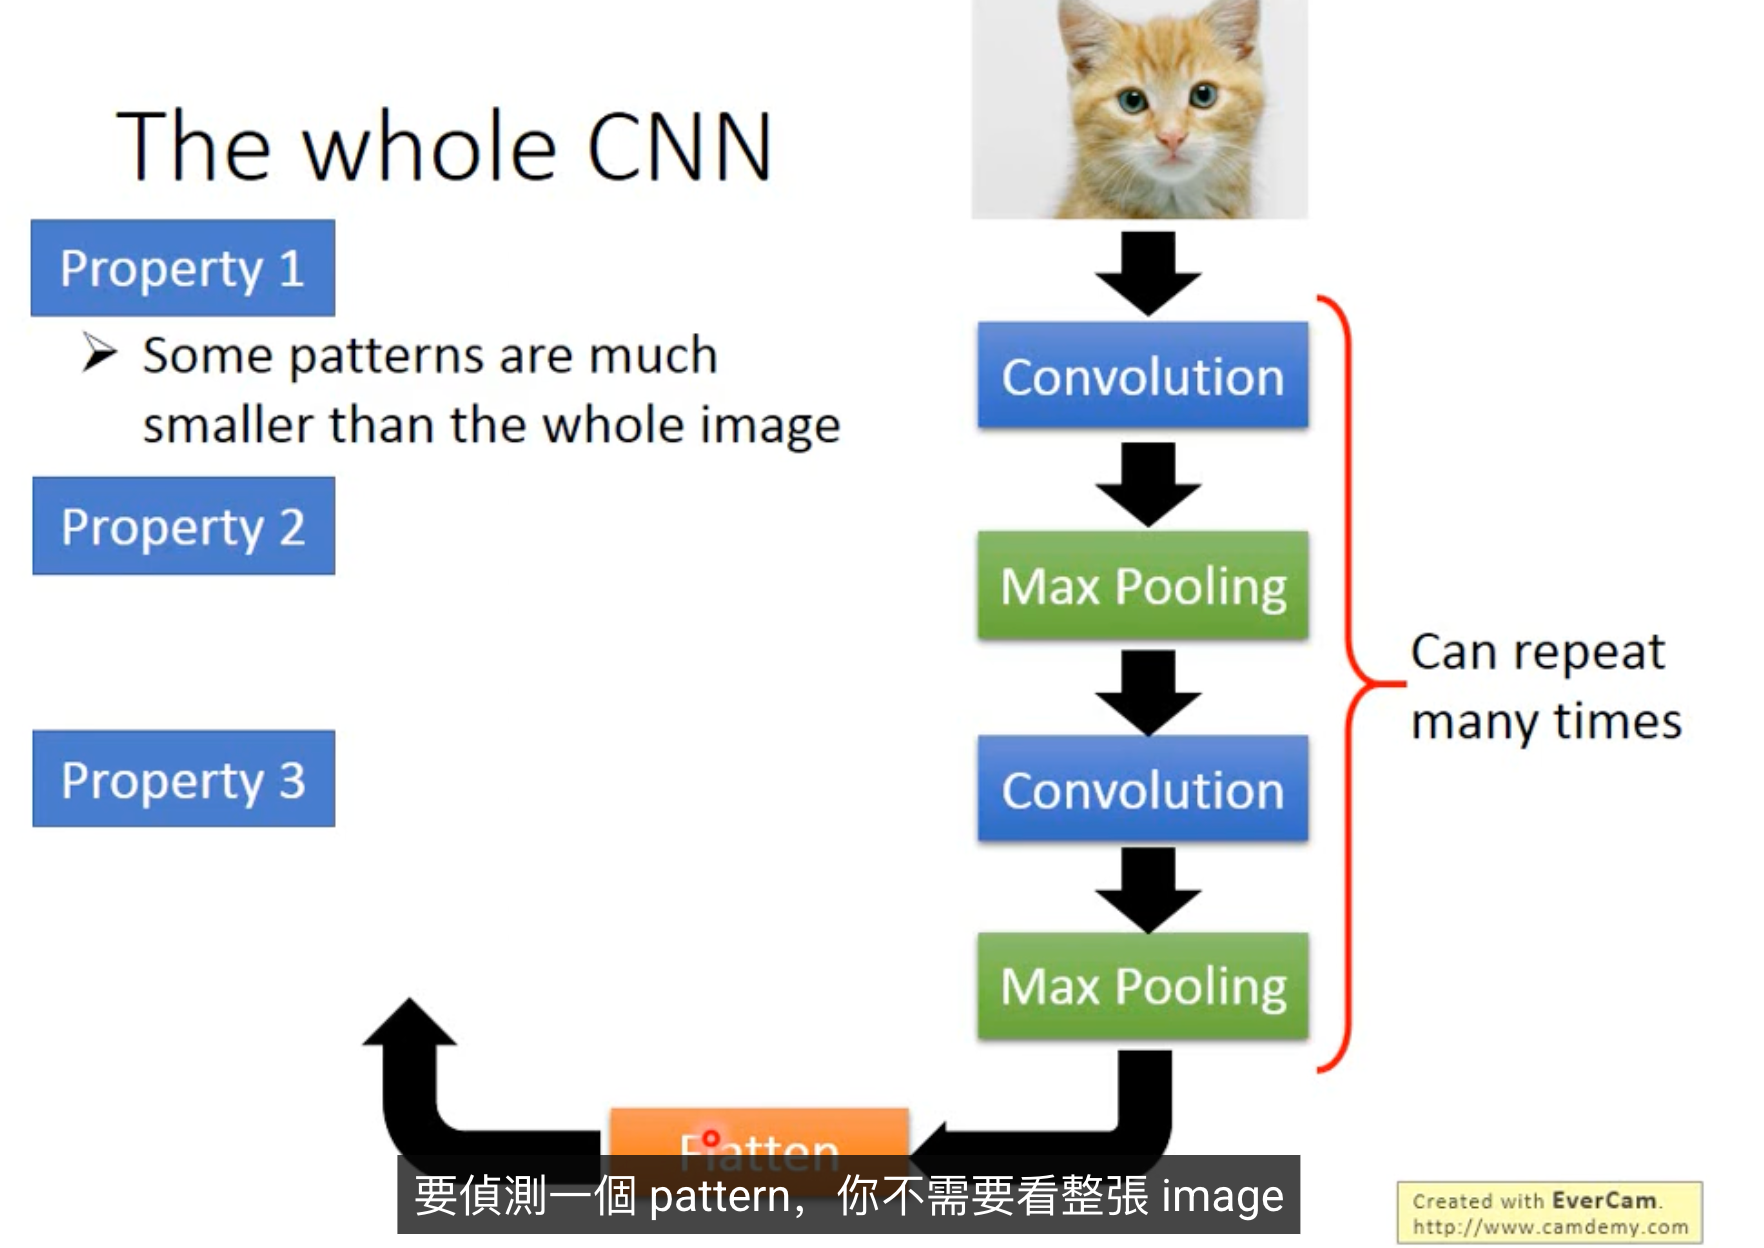 The whole CNN
Property 1
➢ Some patterns are much
smaller than the whole image
Property 2
Property 3
Convolution
Max Pooling
Convolution
Max Pooling
Can repeat
many times
Flatten
要偵測一個 pattern， 你不需要看整張 image
Created with EverCam.
http://www.camdemy.com